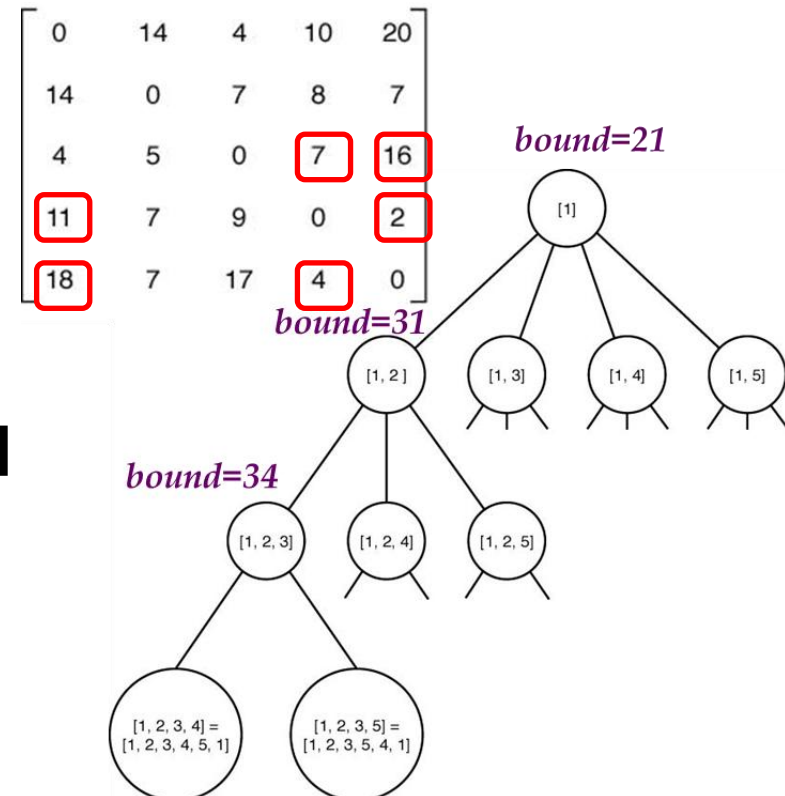 0 14 4 10 20
14 0 7 8 7
4 5 0 7 16
11 7 9 0 2
18 7 17 4 0
bound=21
[1]
bound=31
[1, 2 ]
[1, 3]
[1, 4]
[1, 5]
bound=34
[1, 2, 3]
[1, 2, 4]
[1, 2, 5]
[1, 2, 3, 4] =
[1, 2, 3, 4, 5, 1]
[1, 2, 3, 5] =
[1, 2, 3, 5, 4, 1]